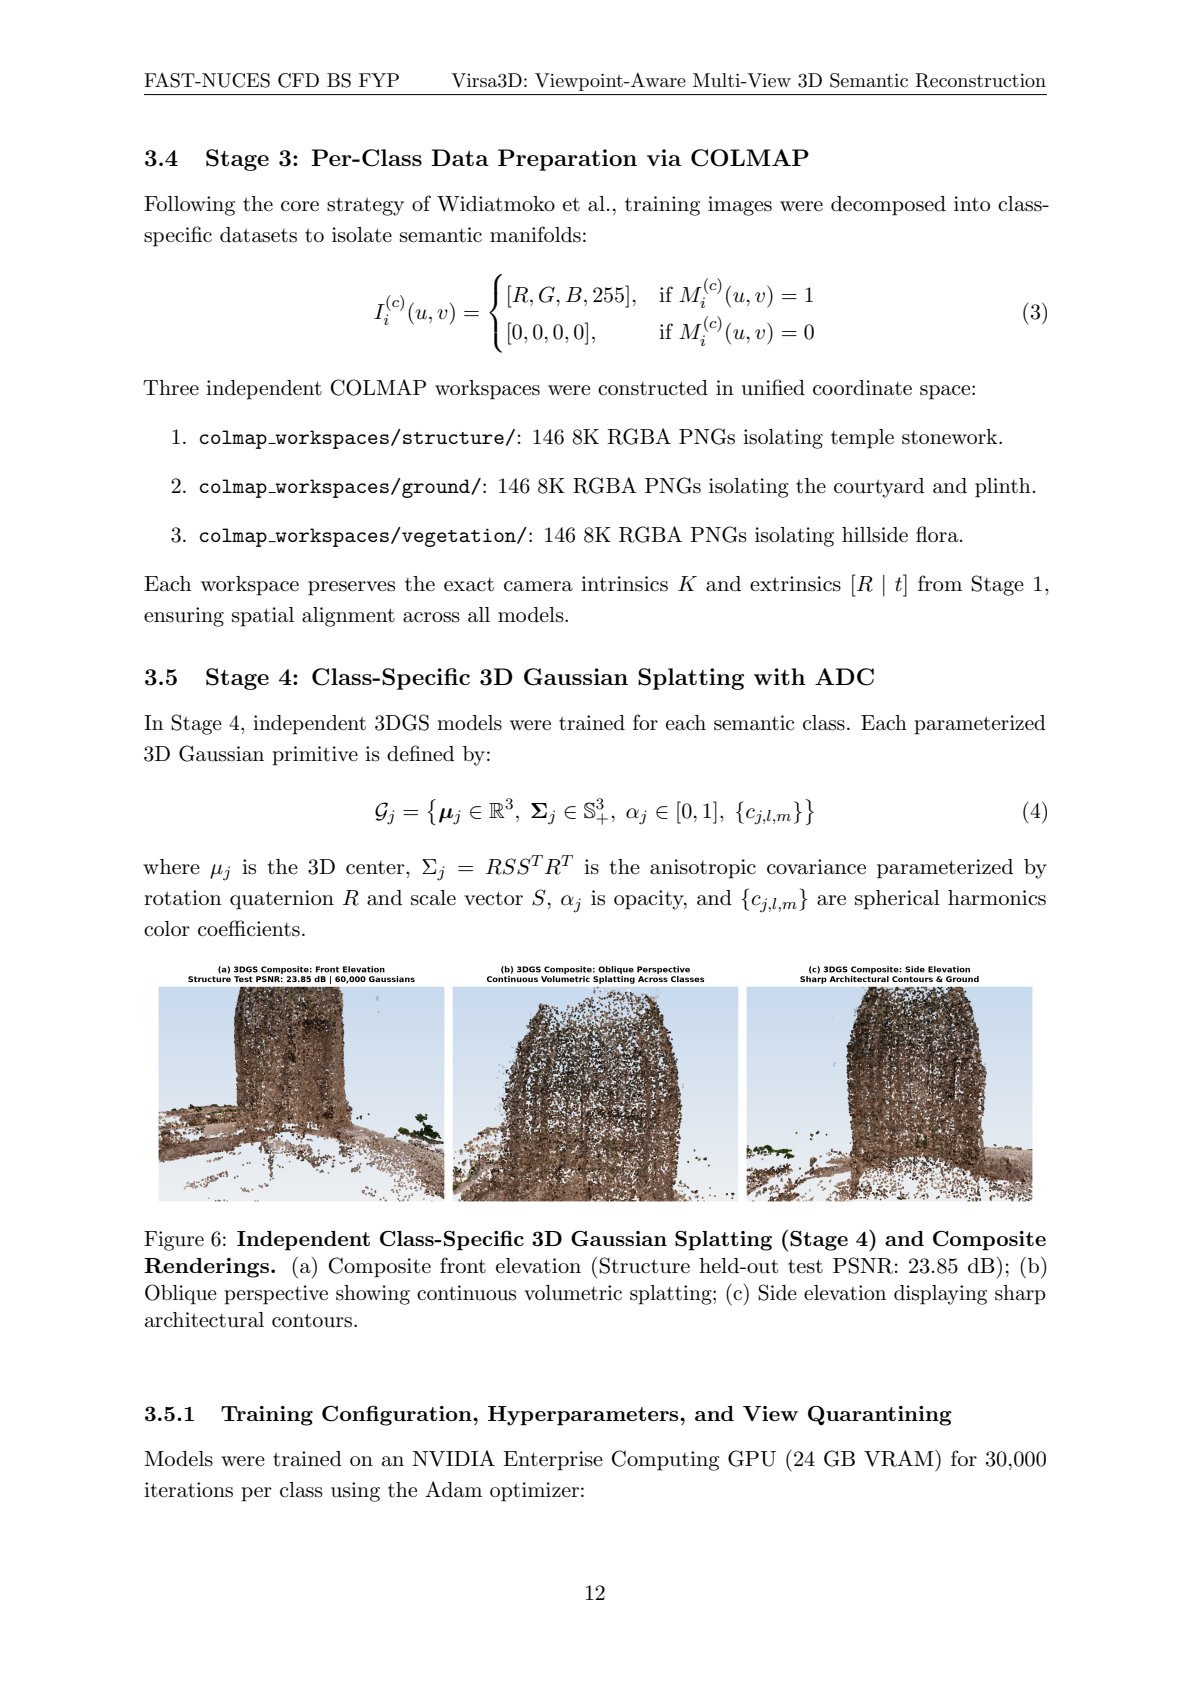 FAST-NUCES CFD BS FYP Virsa3D: Viewpoint-Aware Multi-View 3D Semantic Reconstruction
3.4 Stage 3: Per-Class Data Preparation via COLMAP
Following the core strategy of Widiatmoko et al., training images were decomposed into class-
specific datasets to isolate semantic manifolds:
I_i^{(c)}(u, v) = { [R, G, B, 255], if M_i^{(c)}(u, v) = 1
[0, 0, 0, 0], if M_i^{(c)}(u, v) = 0
(3)
Three independent COLMAP workspaces were constructed in unified coordinate space:
1. colmap_workspaces/structure/: 146 8K RGBA PNGs isolating temple stonework.
2. colmap_workspaces/ground/: 146 8K RGBA PNGs isolating the courtyard and plinth.
3. colmap_workspaces/vegetation/: 146 8K RGBA PNGs isolating hillside flora.
Each workspace preserves the exact camera intrinsics K and extrinsics [R | t] from Stage 1,
ensuring spatial alignment across all models.
3.5 Stage 4: Class-Specific 3D Gaussian Splatting with ADC
In Stage 4, independent 3DGS models were trained for each semantic class. Each parameterized
3D Gaussian primitive is defined by:
𝒢_j = {μ_j ∈ ℝ^3, Σ_j ∈ 𝕊_+^3, α_j ∈ [0, 1], {c_{j,l,m}}} (4)
where μ_j is the 3D center, Σ_j = RSS^T R^T is the anisotropic covariance parameterized by
rotation quaternion R and scale vector S, α_j is opacity, and {c_{j,l,m}} are spherical harmonics
color coefficients.
(a) 3DGS Composite: Front Elevation
Structure Test PSNR: 23.85 dB | 60,000 Gaussians
(b) 3DGS Composite: Oblique Perspective
Continuous Volumetric Splatting Across Classes
(c) 3DGS Composite: Side Elevation
Sharp Architectural Contours & Ground
Figure 6: Independent Class-Specific 3D Gaussian Splatting (Stage 4) and Composite
Renderings. (a) Composite front elevation (Structure held-out test PSNR: 23.85 dB); (b)
Oblique perspective showing continuous volumetric splatting; (c) Side elevation displaying sharp
architectural contours.
3.5.1 Training Configuration, Hyperparameters, and View Quarantining
Models were trained on an NVIDIA Enterprise Computing GPU (24 GB VRAM) for 30,000
iterations per class using the Adam optimizer:
12